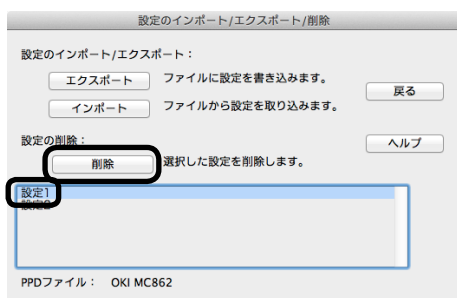 設定のインポート/エクスポート/削除
設定のインポート/エクスポート：
エクスポート ファイルに設定を書き込みます。
戻る
インポート ファイルから設定を取り込みます。
設定の削除：
ヘルプ
削除 選択した設定を削除します。
設定1
設定2
PPDファイル： OKI MC862